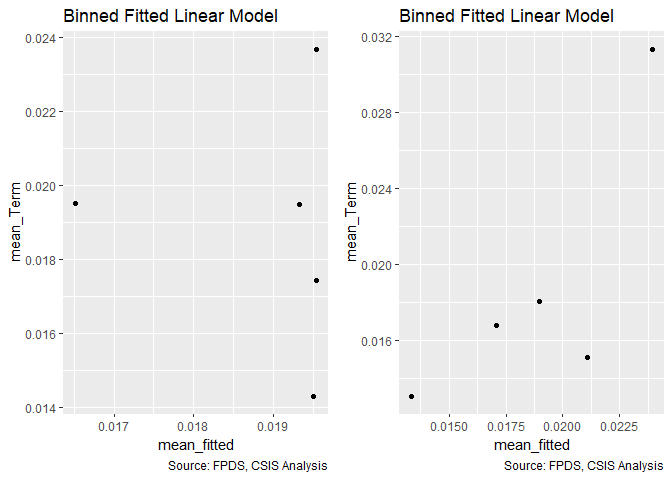 Binned Fitted Linear Model
0.024
0.022
0.020
0.018
0.016
0.014
mean_Term
0.017 0.018 0.019
mean_fitted
Source: FPDS, CSIS Analysis
Binned Fitted Linear Model
0.032
0.028
0.024
0.020
0.016
mean_Term
0.0150 0.0175 0.0200 0.0225
mean_fitted
Source: FPDS, CSIS Analysis